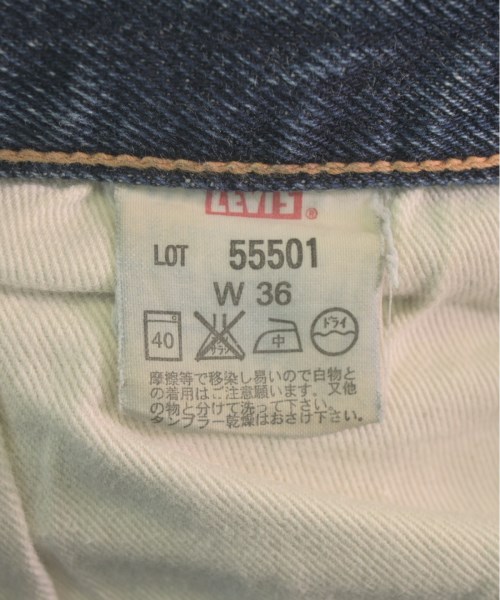 LEVI'S®
LOT 55501
W 36
40 中 ドライ
摩擦等で移染し易いので白物と
の着用はご注意願います。又他
の物と分けて洗って下さい。
タンブラー乾燥はおさけ下さい。